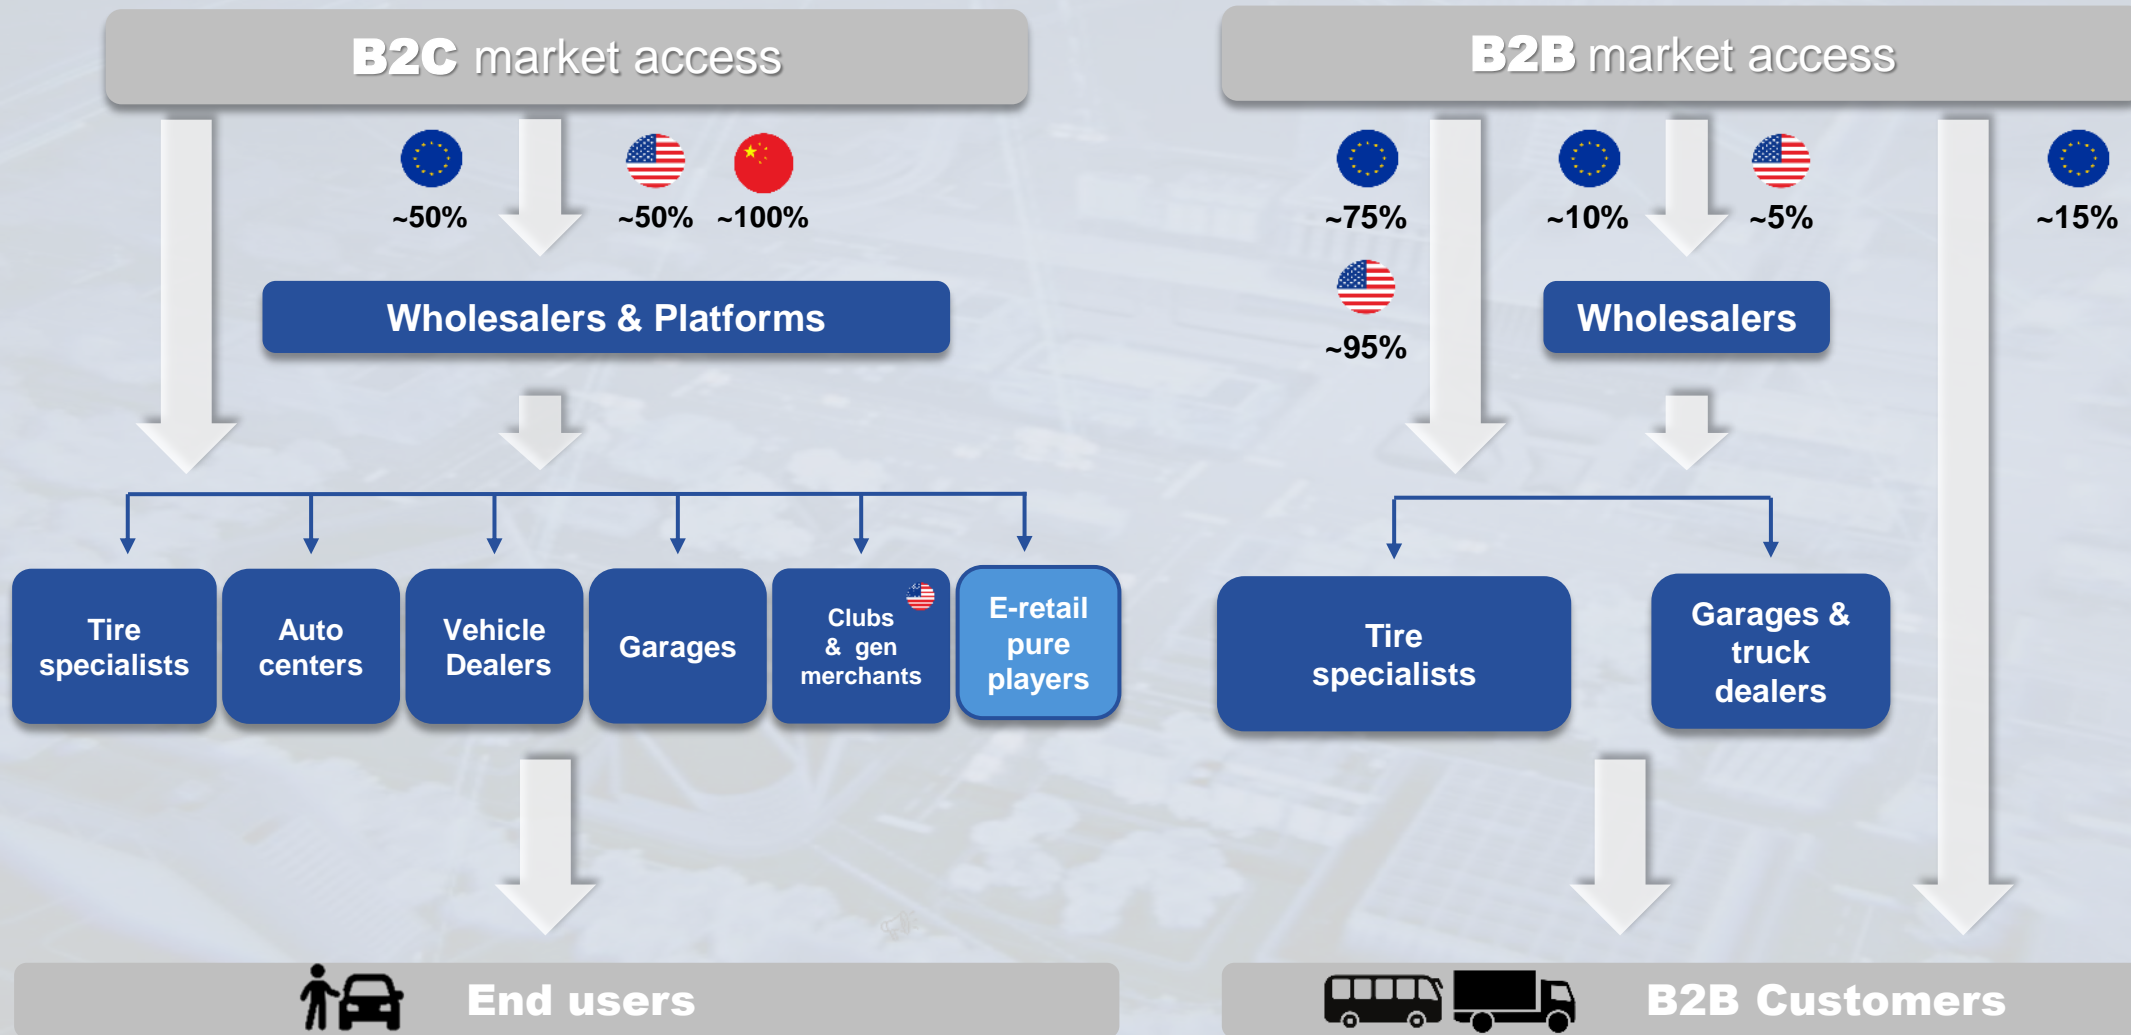 B2C market access
~50%
~50%
~100%
Wholesalers & Platforms
Tire
specialists
Auto
centers
Vehicle
Dealers
Garages
Clubs
& gen
merchants
E-retail
pure
players
End users
B2B market access
~75%
~10%
~5%
~15%
~95%
Wholesalers
Tire
specialists
Garages &
truck
dealers
B2B Customers